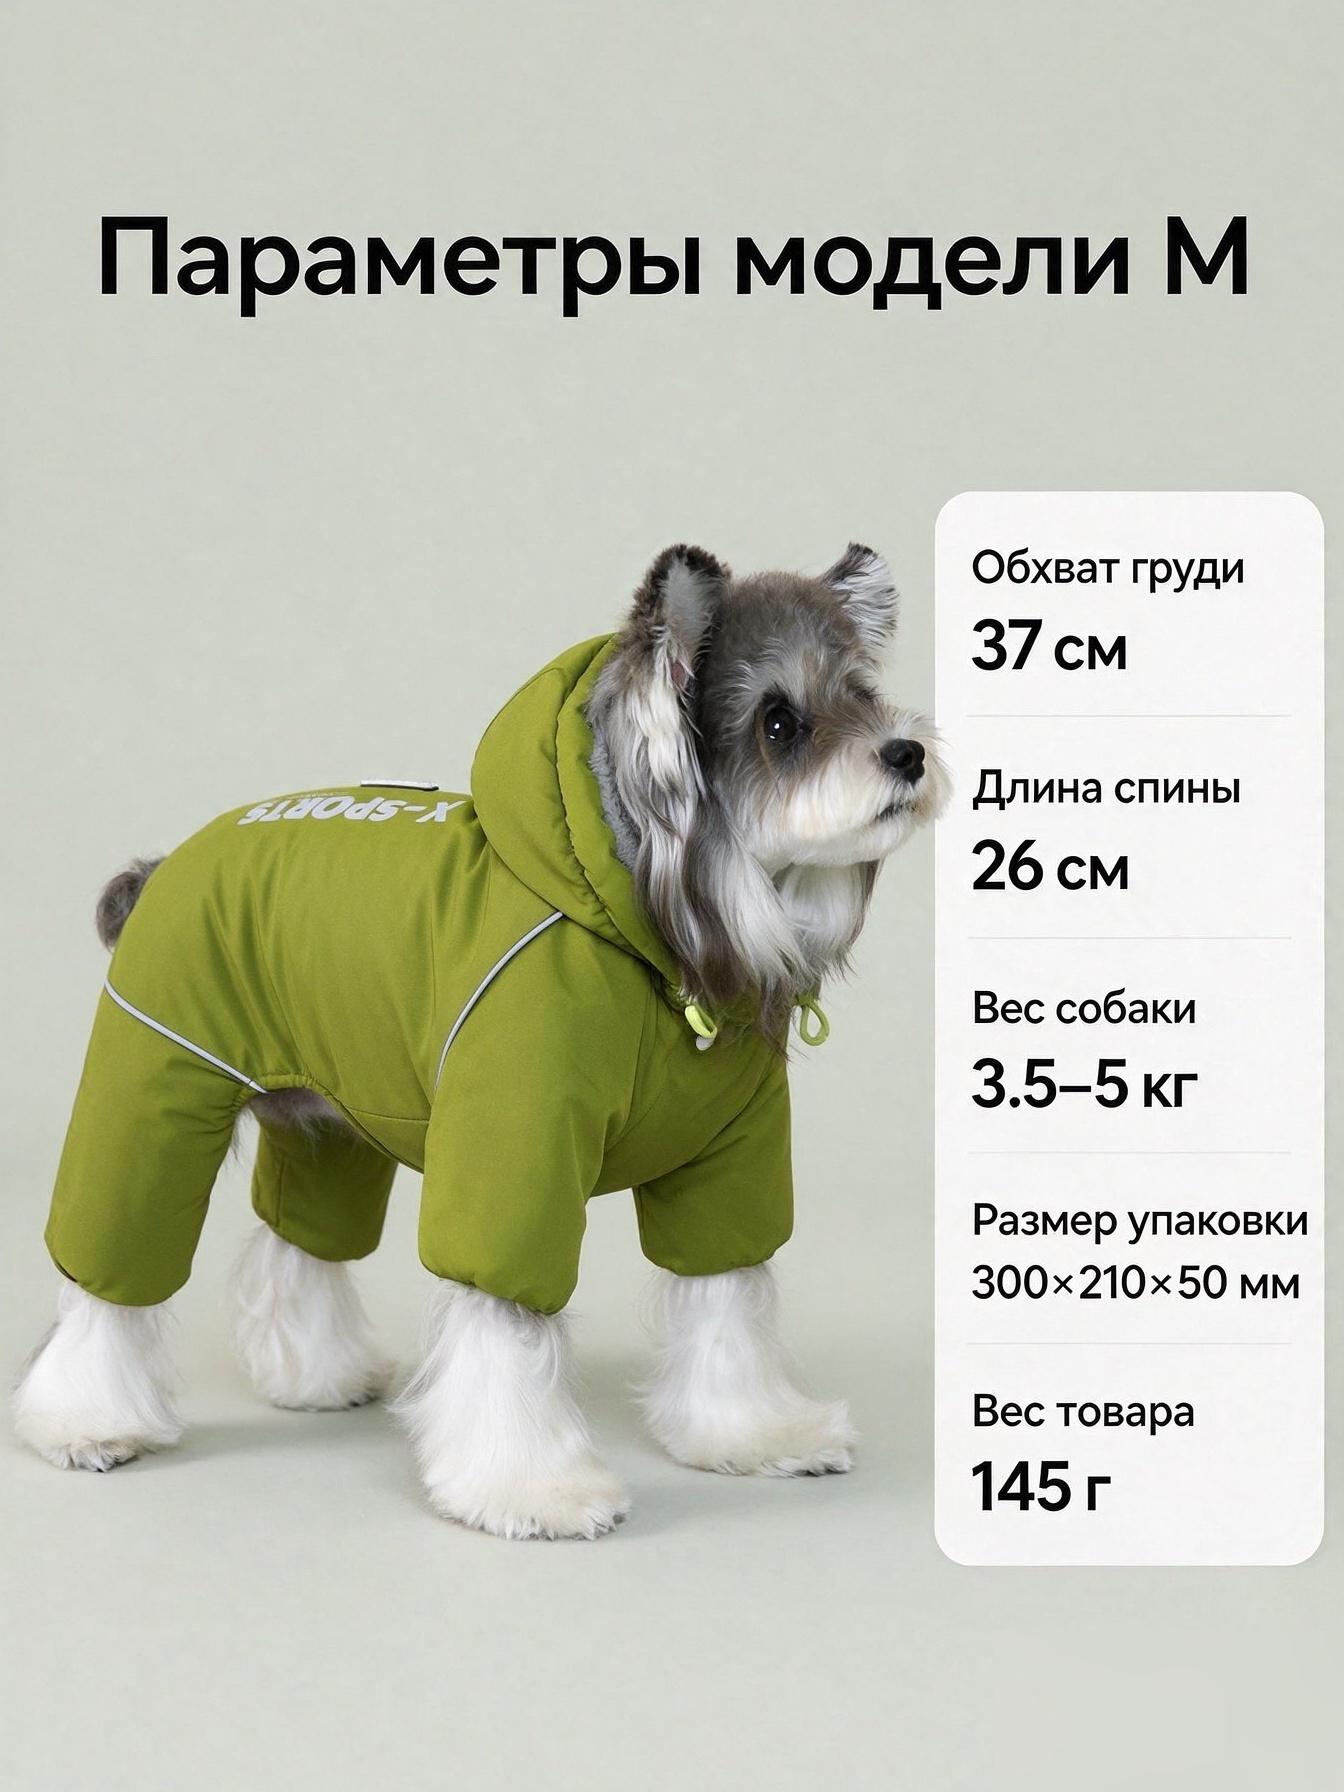 Параметры модели M
X-SPORTS
Обхват груди
37 см
Длина спины
26 см
Вес собаки
3.5–5 кг
Размер упаковки
300×210×50 мм
Вес товара
145 г